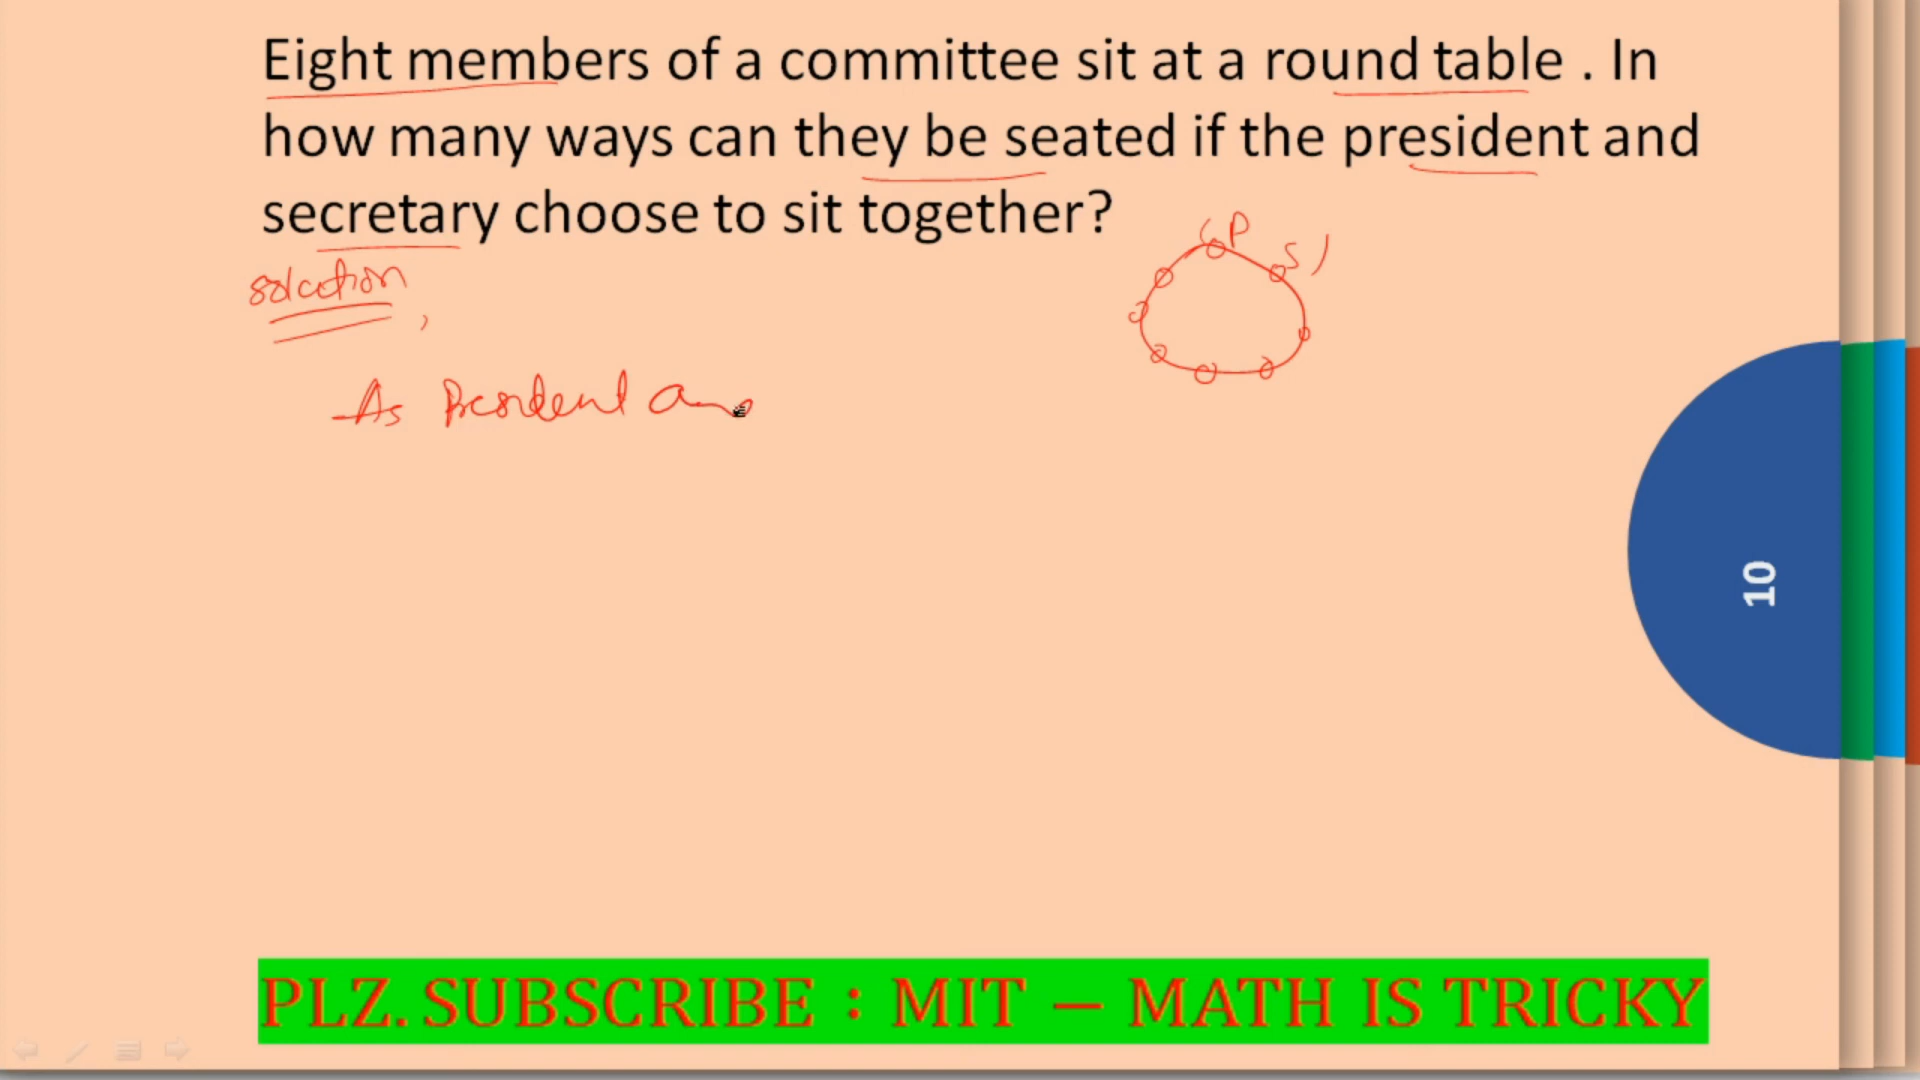 Eight members of a committee sit at a round table . In
how many ways can they be seated if the president and
secretary choose to sit together?
P
S
solution,
As President an
10
PLZ. SUBSCRIBE : MIT – MATH IS TRICKY